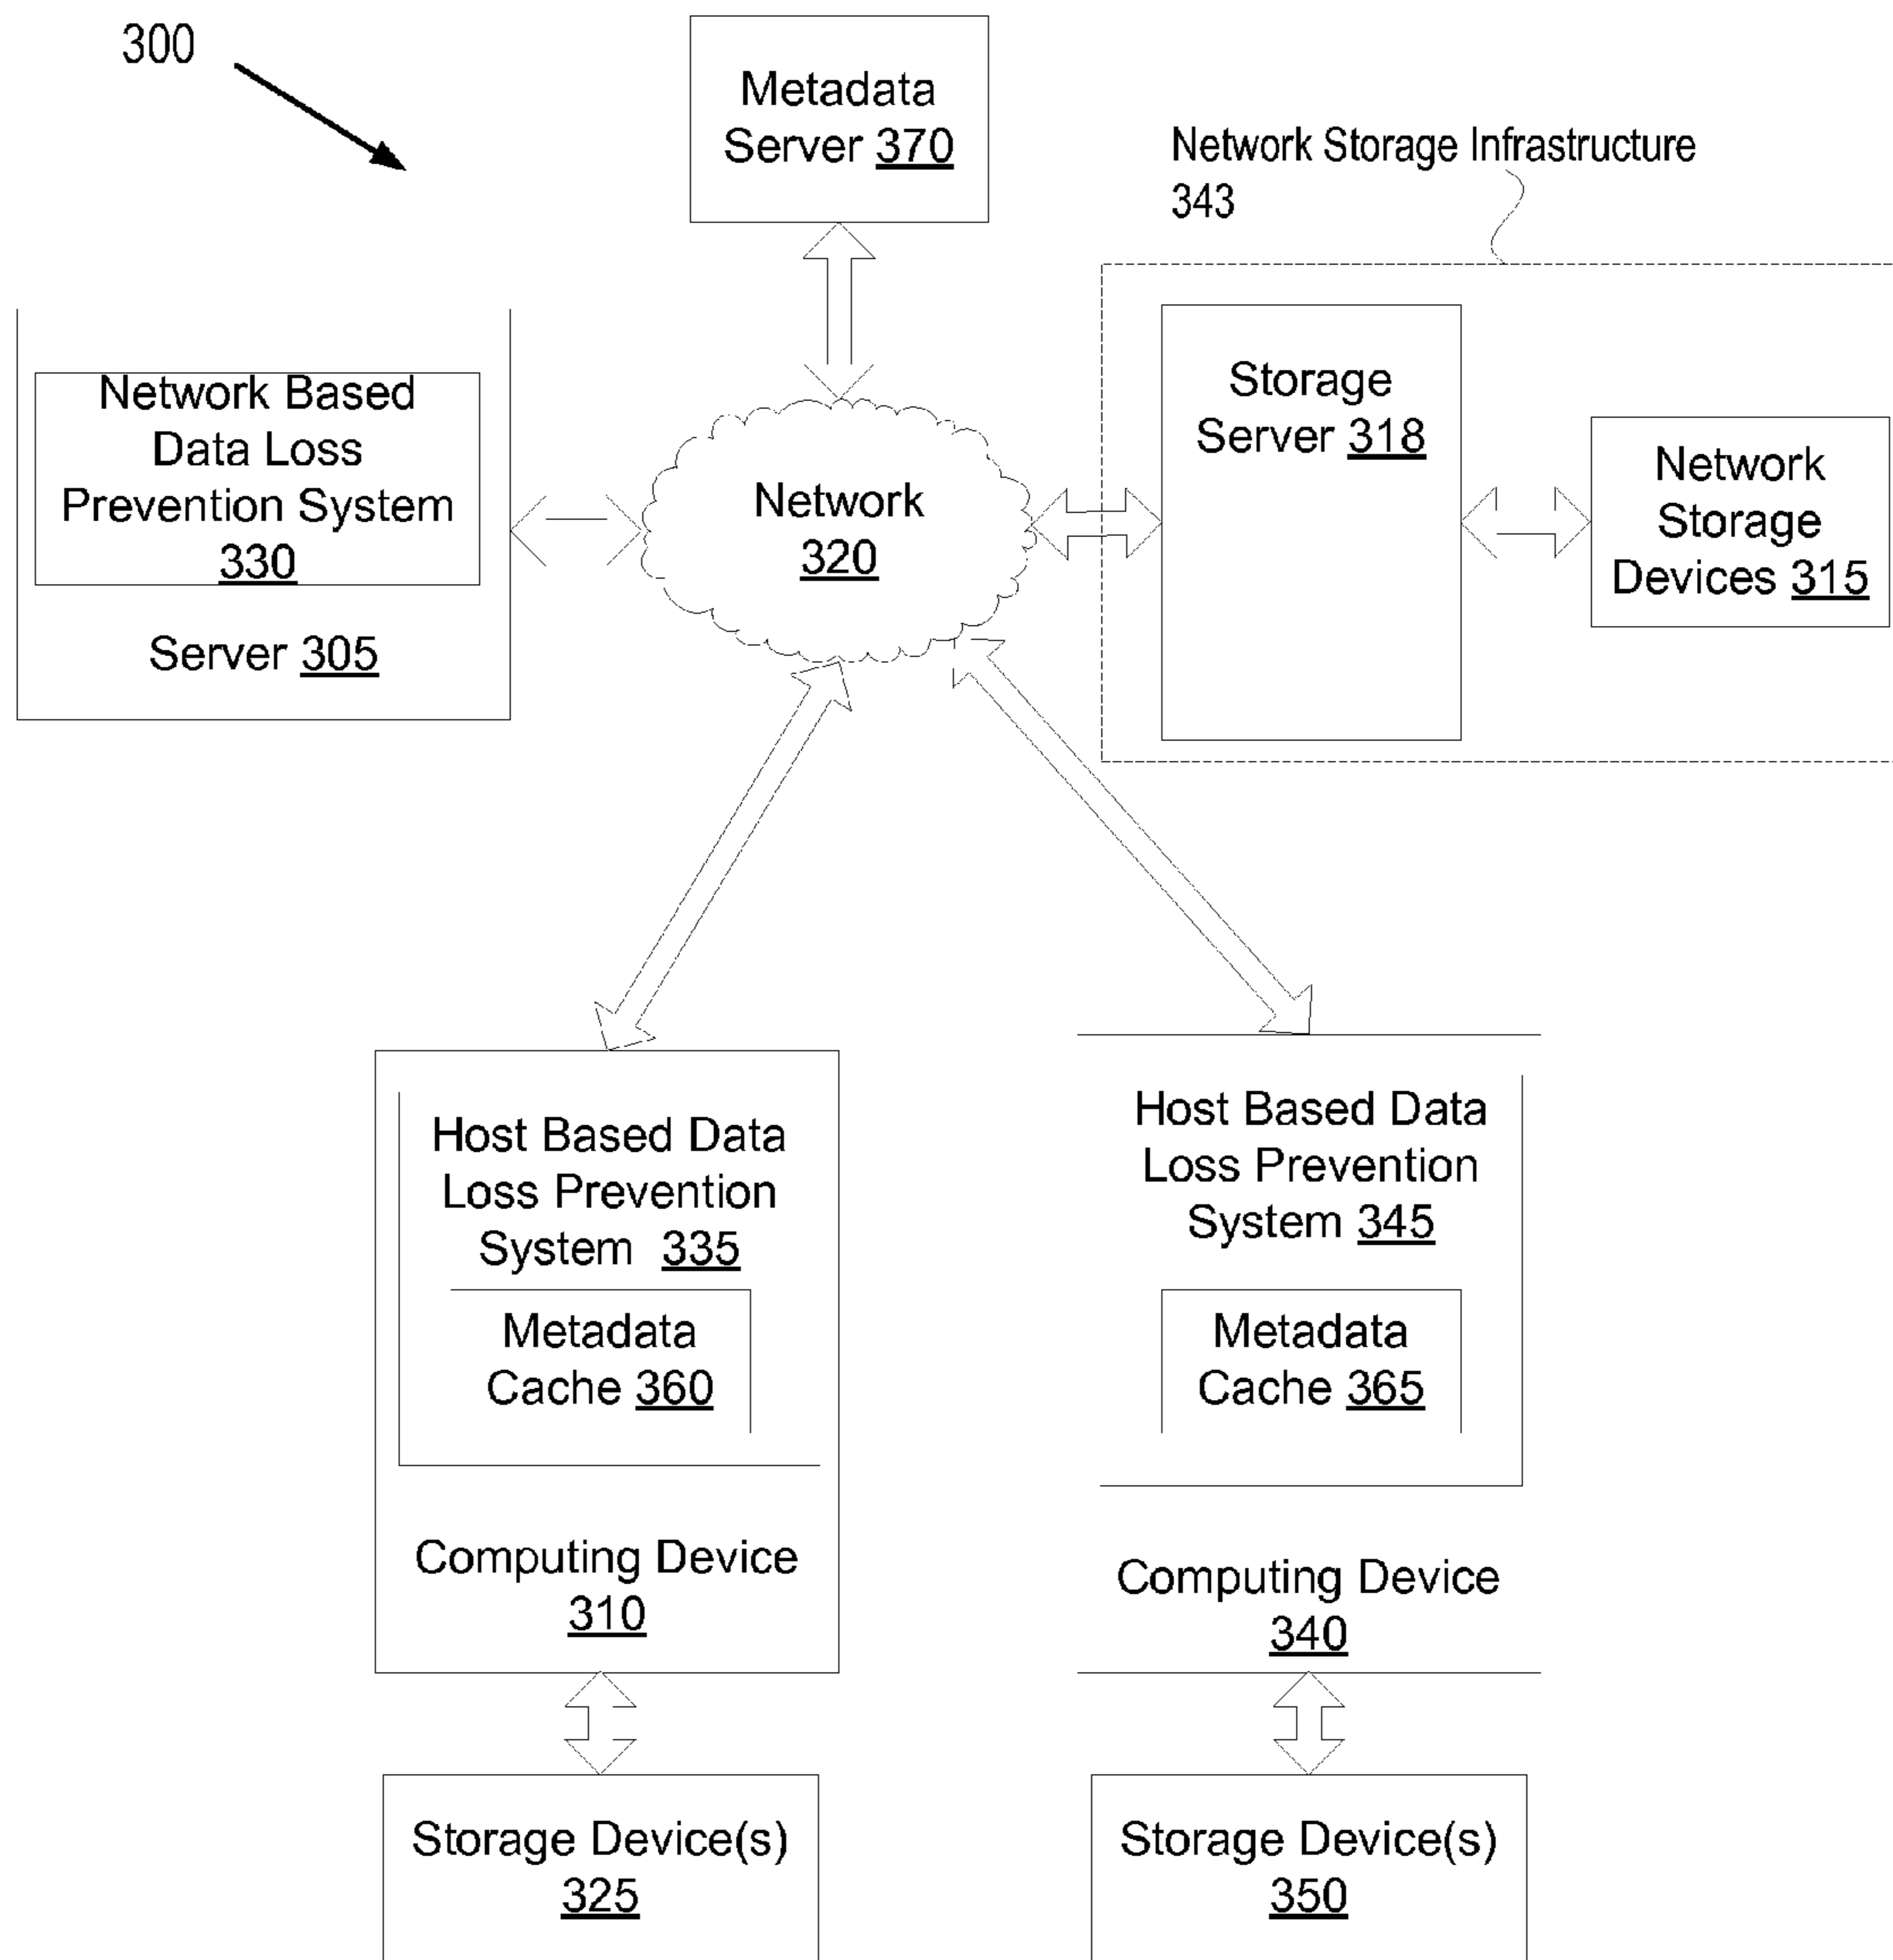 300
Metadata
Server 370
Network Storage Infrastructure
343
Network Based
Data Loss
Prevention System
330
Server 305
Network
320
Storage
Server 318
Network
Storage
Devices 315
Host Based Data
Loss Prevention
System 335
Metadata
Cache 360
Computing Device
310
Host Based Data
Loss Prevention
System 345
Metadata
Cache 365
Computing Device
340
Storage Device(s)
325
Storage Device(s)
350